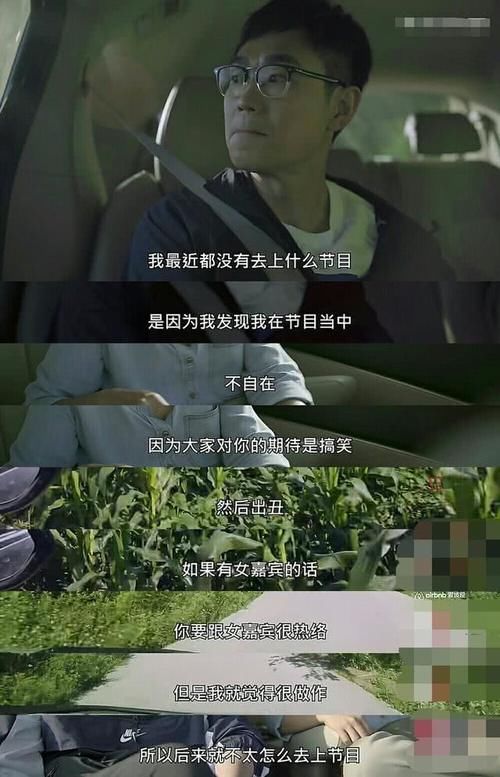 我最近都没有去上什么节目
是因为我发现我在节目当中
不自在
因为大家对你的期待是搞笑
然后出丑
如果有女嘉宾的话
airbnb 爱彼迎
你要跟女嘉宾很热络
但是我就觉得很做作
所以后来就不太怎么去上节目